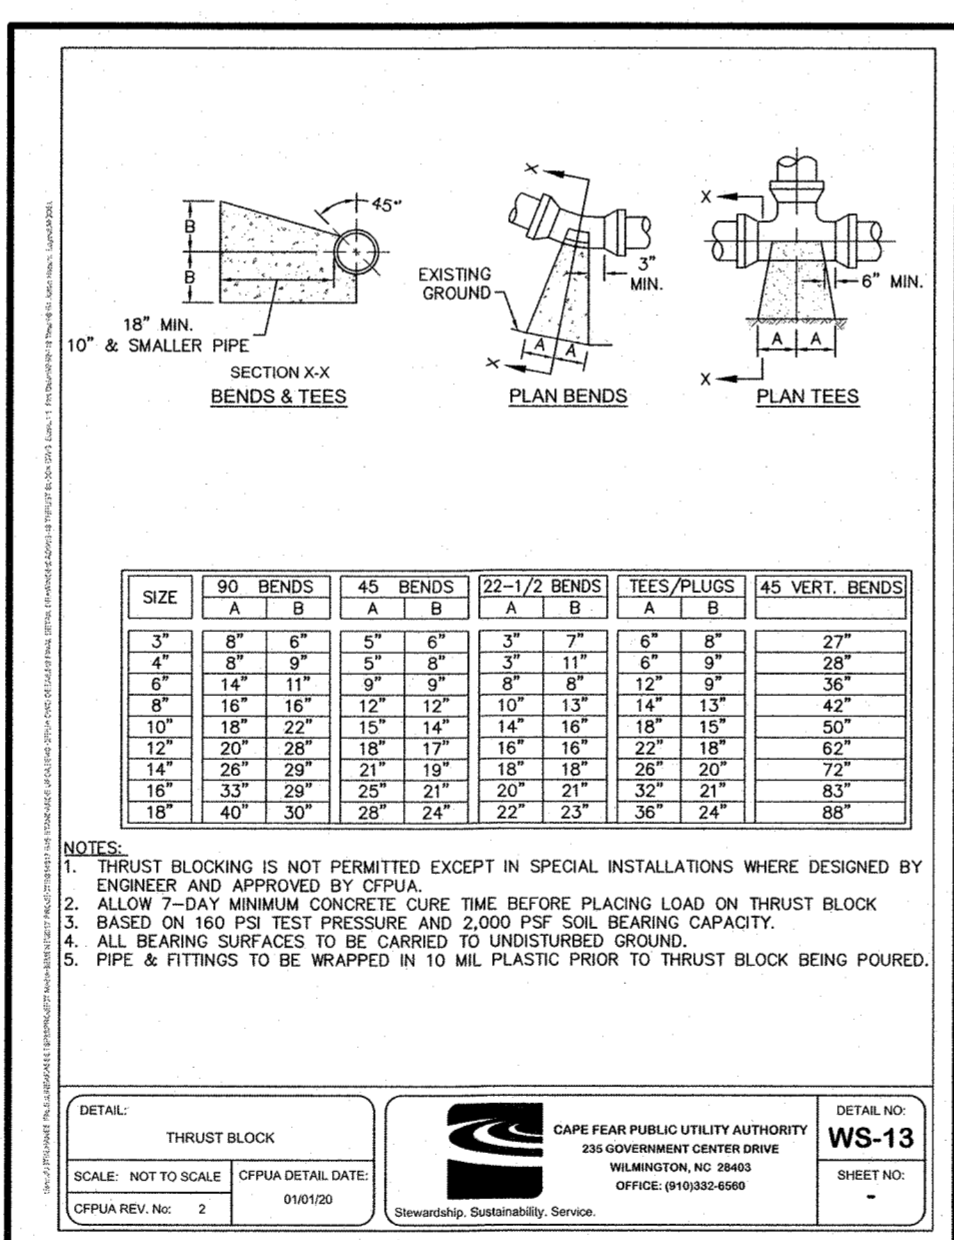 45°
B
B
18" MIN.
10" & SMALLER PIPE
SECTION X-X
BENDS & TEES
X
EXISTING
GROUND
3"
MIN.
A A
X
PLAN BENDS
X
6" MIN.
A A
X
PLAN TEES
SIZE 90 BENDS 45 BENDS 22-1/2 BENDS TEES/PLUGS 45 VERT. BENDS
A B A B A B A B
3" 8" 6" 5" 6" 3" 7" 6" 8" 27"
4" 8" 9" 5" 8" 3" 11" 6" 9" 28"
6" 14" 11" 9" 9" 8" 8" 12" 9" 36"
8" 16" 16" 12" 12" 10" 13" 14" 13" 42"
10" 18" 22" 15" 14" 14" 16" 18" 15" 50"
12" 20" 28" 18" 17" 16" 16" 22" 18" 62"
14" 26" 29" 21" 19" 18" 18" 26" 20" 72"
16" 33" 29" 25" 21" 20" 21" 32" 21" 83"
18" 40" 30" 28" 24" 22" 23" 36" 24" 88"
NOTES:
1. THRUST BLOCKING IS NOT PERMITTED EXCEPT IN SPECIAL INSTALLATIONS WHERE DESIGNED BY
ENGINEER AND APPROVED BY CFPUA.
2. ALLOW 7-DAY MINIMUM CONCRETE CURE TIME BEFORE PLACING LOAD ON THRUST BLOCK
3. BASED ON 160 PSI TEST PRESSURE AND 2,000 PSF SOIL BEARING CAPACITY.
4. ALL BEARING SURFACES TO BE CARRIED TO UNDISTURBED GROUND.
5. PIPE & FITTINGS TO BE WRAPPED IN 10 MIL PLASTIC PRIOR TO THRUST BLOCK BEING POURED.
DETAIL:
THRUST BLOCK
SCALE: NOT TO SCALE
CFPUA DETAIL DATE:
01/01/20
CFPUA REV. No: 2
CAPE FEAR PUBLIC UTILITY AUTHORITY
235 GOVERNMENT CENTER DRIVE
WILMINGTON, NC 28403
OFFICE: (910)332-6560
Stewardship. Sustainability. Service.
DETAIL NO:
WS-13
SHEET NO:
-